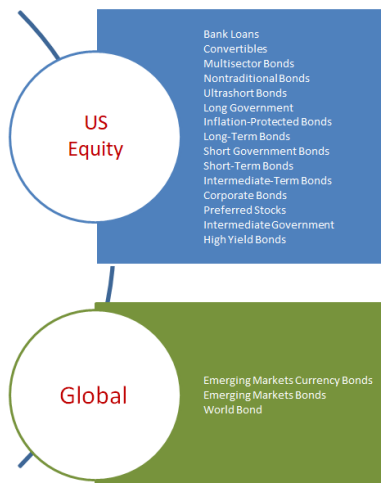 US
Equity
Bank Loans
Convertibles
Multisector Bonds
Nontraditional Bonds
Ultrashort Bonds
Long Government
Inflation-Protected Bonds
Long-Term Bonds
Short Government Bonds
Short-Term Bonds
Intermediate-Term Bonds
Corporate Bonds
Preferred Stocks
Intermediate Government
High Yield Bonds
Global
Emerging Markets Currency Bonds
Emerging Markets Bonds
World Bond